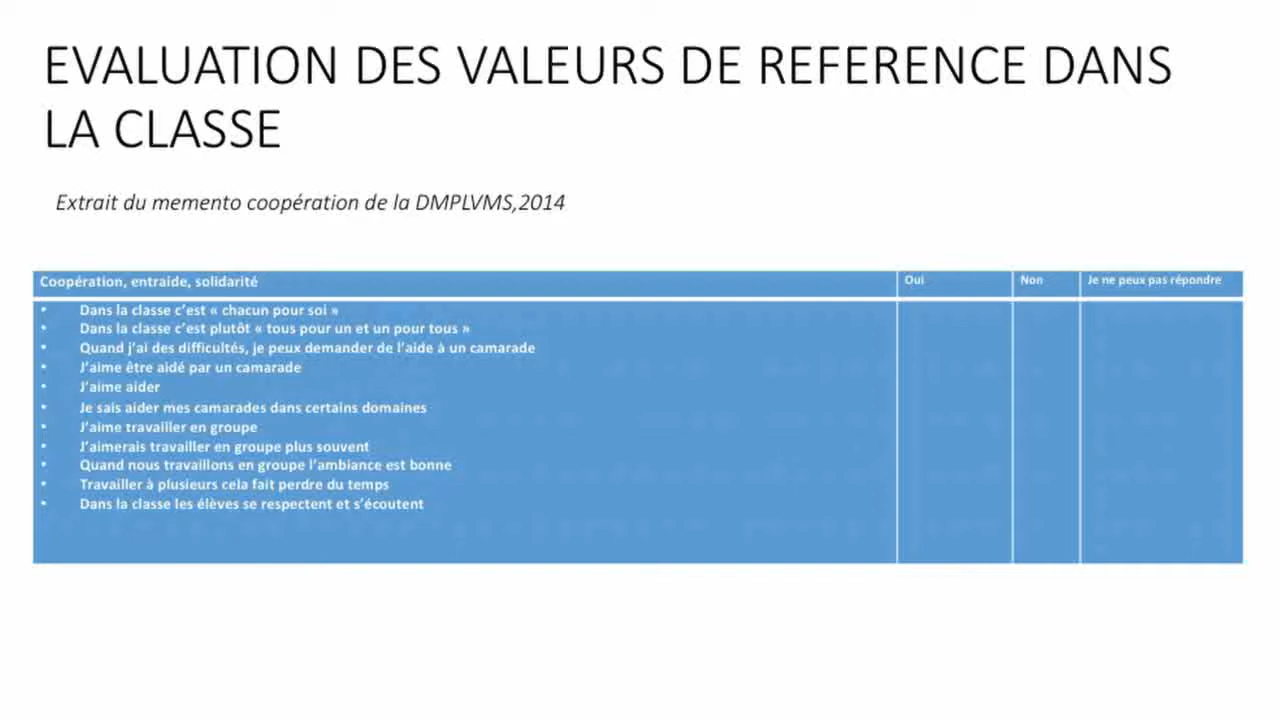 EVALUATION DES VALEURS DE REFERENCE DANS
LA CLASSE
Extrait du memento coopération de la DMPLVMS,2014
Coopération, entraide, solidarité Oui Non Je ne peux pas répondre
• Dans la classe c’est « chacun pour soi »
• Dans la classe c’est plutôt « tous pour un et un pour tous »
• Quand j’ai des difficultés, je peux demander de l’aide à un camarade
• J’aime être aidé par un camarade
• J’aime aider
• Je sais aider mes camarades dans certains domaines
• J’aime travailler en groupe
• J’aimerais travailler en groupe plus souvent
• Quand nous travaillons en groupe l’ambiance est bonne
• Travailler à plusieurs cela fait perdre du temps
• Dans la classe les élèves se respectent et s’écoutent